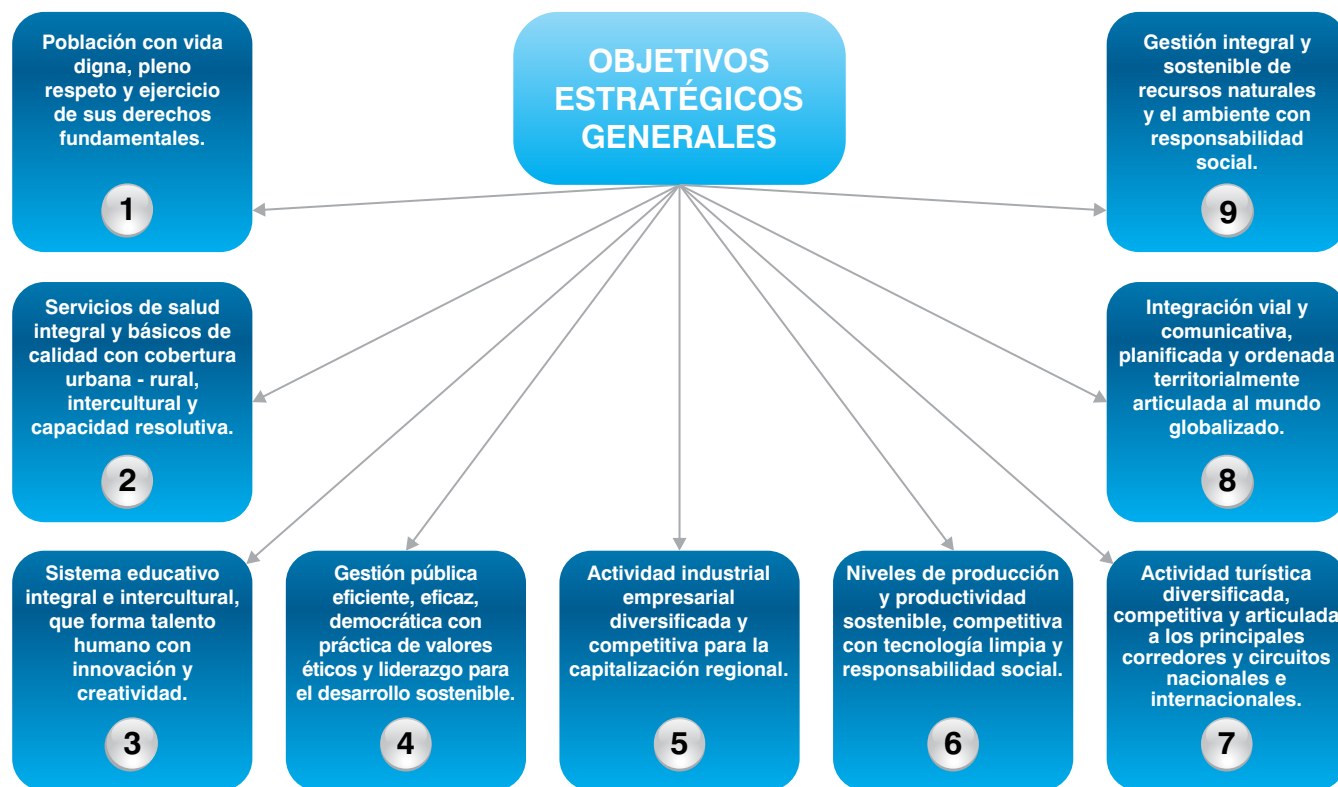 OBJETIVOS
ESTRATÉGICOS
GENERALES
Población con vida
digna, pleno
respeto y ejercicio
de sus derechos
fundamentales.
1
Servicios de salud
integral y básicos de
calidad con cobertura
urbana - rural,
intercultural y
capacidad resolutiva.
2
Sistema educativo
integral e intercultural,
que forma talento
humano con
innovación y
creatividad.
3
Gestión pública
eficiente, eficaz,
democrática con
práctica de valores
éticos y liderazgo para
el desarrollo sostenible.
4
Actividad industrial
empresarial
diversificada y
competitiva para la
capitalización regional.
5
Niveles de producción
y productividad
sostenible, competitiva
con tecnología limpia y
responsabilidad social.
6
Actividad turística
diversificada,
competitiva y articulada
a los principales
corredores y circuitos
nacionales e
internacionales.
7
Integración vial y
comunicativa,
planificada y ordenada
territorialmente
articulada al mundo
globalizado.
8
Gestión integral y
sostenible de
recursos naturales
y el ambiente con
responsabilidad
social.
9